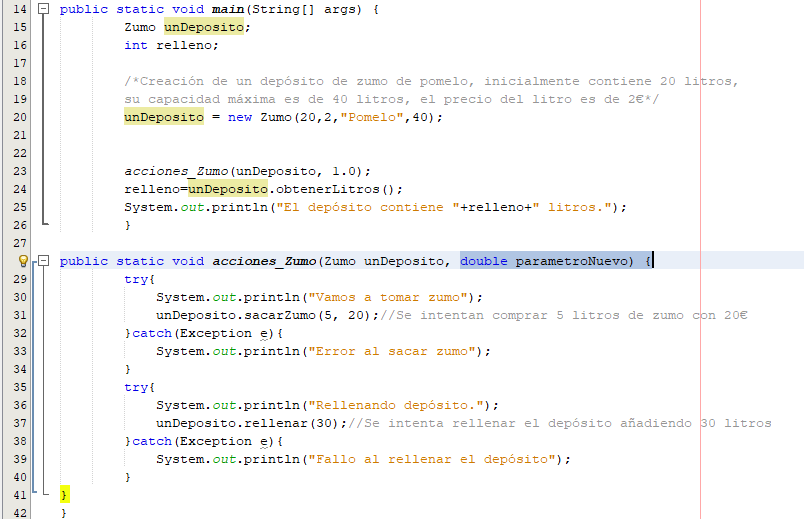 14 public static void main(String[] args) {
15 Zumo unDeposito;
16 int relleno;
17
18 /*Creación de un depósito de zumo de pomelo, inicialmente contiene 20 litros,
19 su capacidad máxima es de 40 litros, el precio del litro es de 2€*/
20 unDeposito = new Zumo(20,2,"Pomelo",40);
21
22
23 acciones_Zumo(unDeposito, 1.0);
24 relleno=unDeposito.obtenerLitros();
25 System.out.println("El depósito contiene "+relleno+" litros.");
26 }
27
public static void acciones_Zumo(Zumo unDeposito, double parametroNuevo) {
29 try{
30 System.out.println("Vamos a tomar zumo");
31 unDeposito.sacarZumo(5, 20);//Se intentan comprar 5 litros de zumo con 20€
32 }catch(Exception e){
33 System.out.println("Error al sacar zumo");
34 }
35 try{
36 System.out.println("Rellenando depósito.");
37 unDeposito.rellenar(30);//Se intenta rellenar el depósito añadiendo 30 litros
38 }catch(Exception e){
39 System.out.println("Fallo al rellenar el depósito");
40 }
41 }
42 }